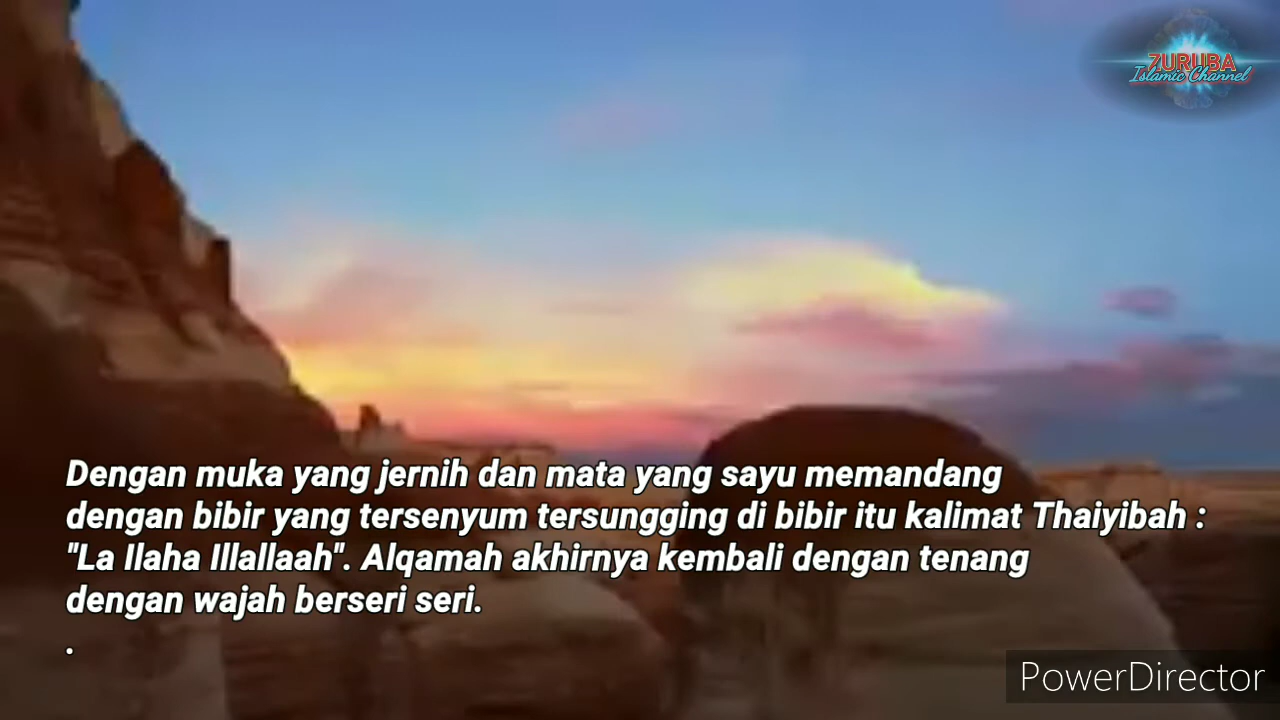 ZURUBA
Islamic Channel
Dengan muka yang jernih dan mata yang sayu memandang
dengan bibir yang tersenyum tersungging di bibir itu kalimat Thaiyibah :
"La Ilaha Illallaah". Alqamah akhirnya kembali dengan tenang
dengan wajah berseri seri.
.
PowerDirector